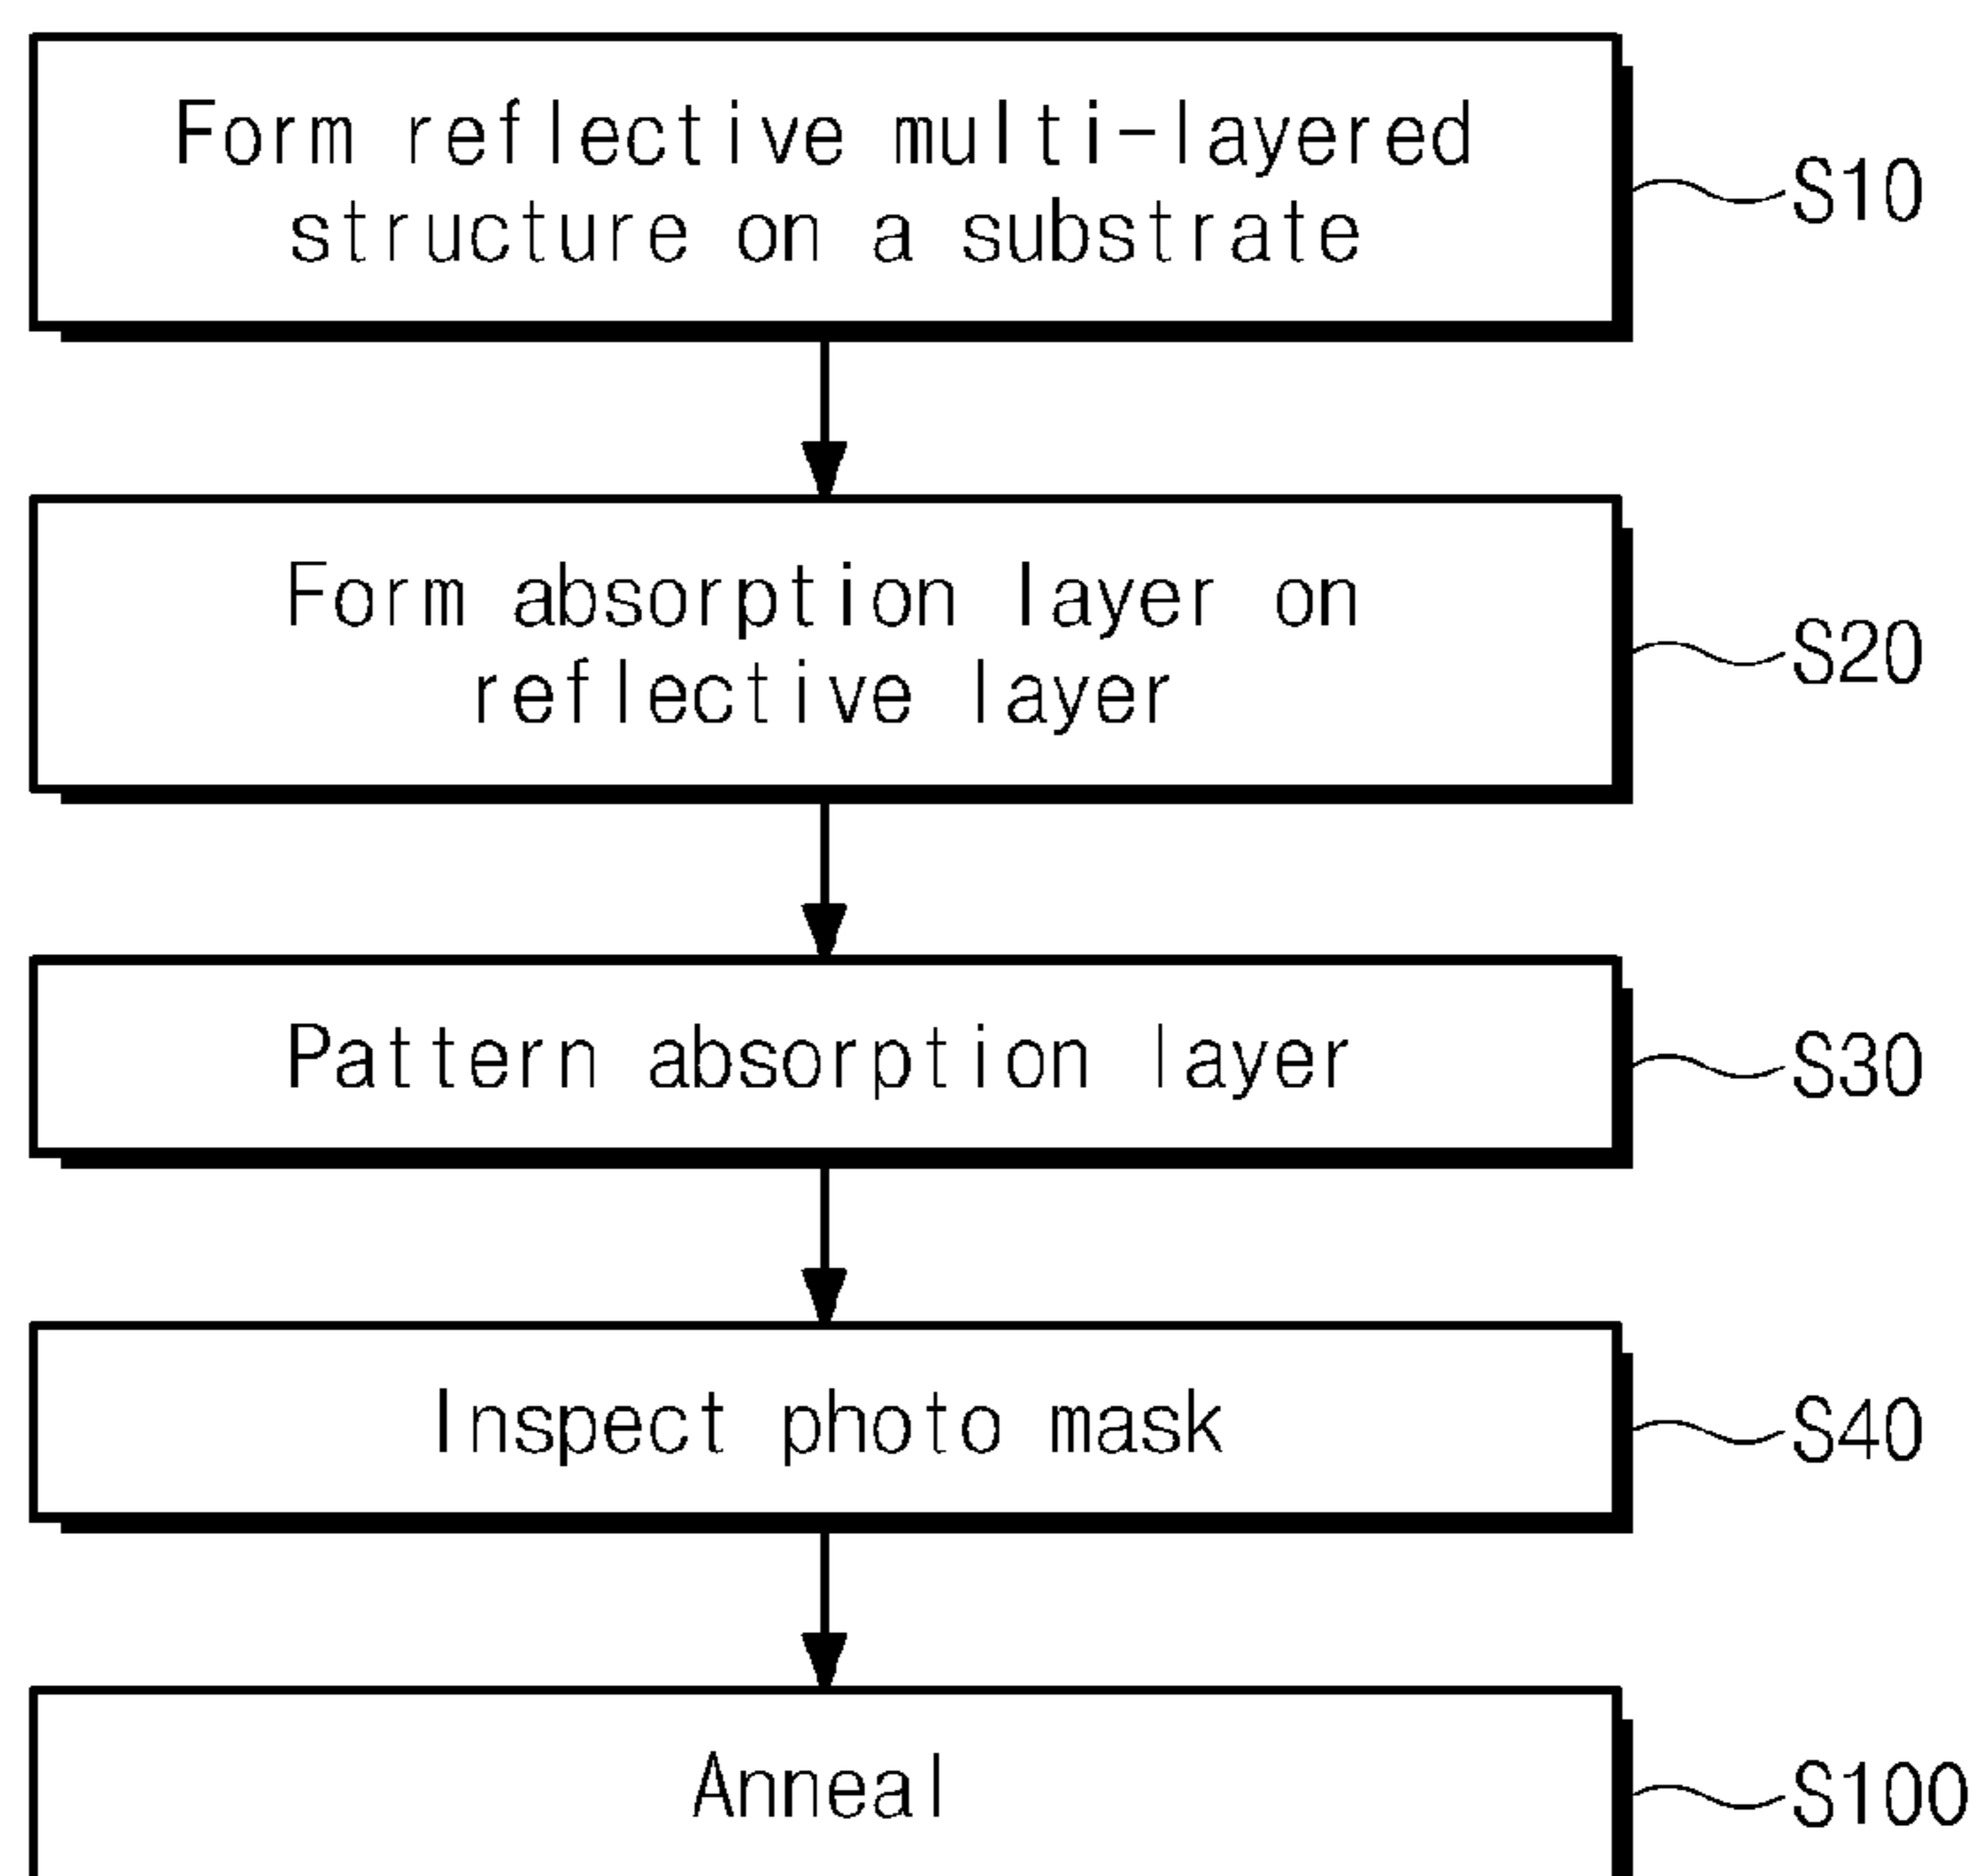 Form reflective multi-layered
structure on a substrate
S10
Form absorption layer on
reflective layer
S20
Pattern absorption layer
S30
Inspect photo mask
S40
Anneal
S100